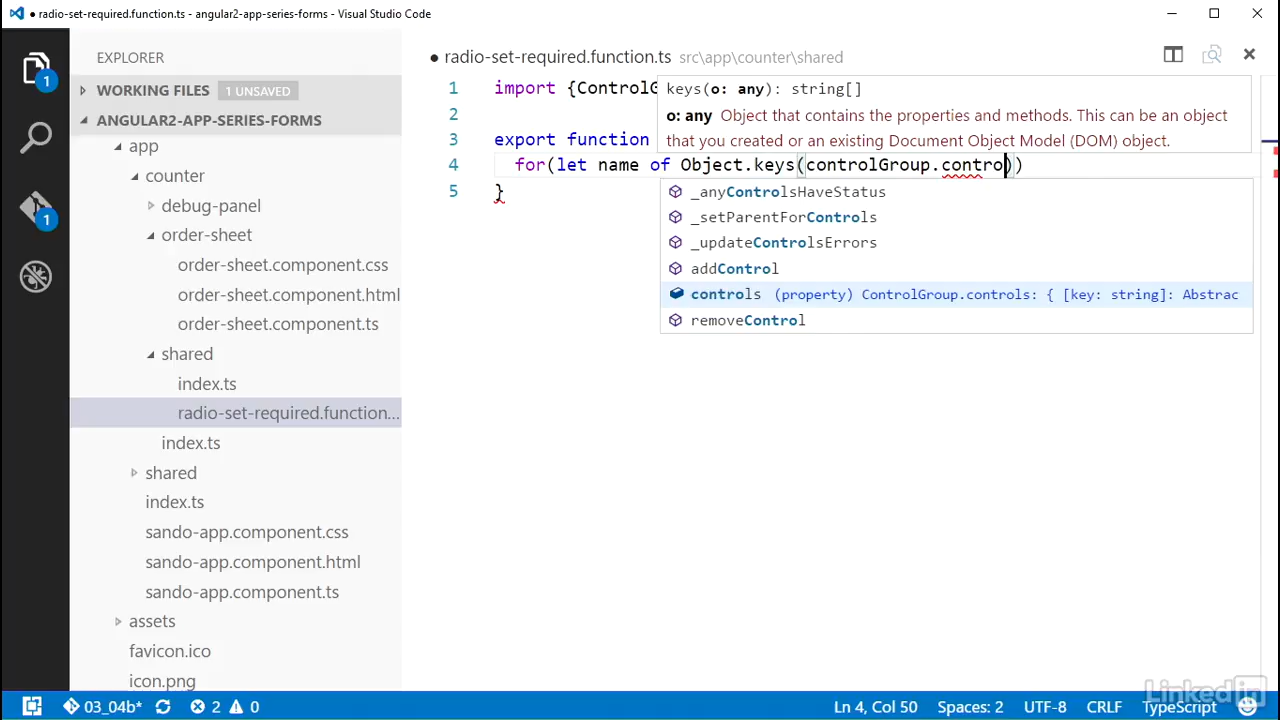 radio-set-required.function.ts - angular2-app-series-forms - Visual Studio Code
1
1
EXPLORER
WORKING FILES 1 UNSAVED
ANGULAR2-APP-SERIES-FORMS
app
counter
debug-panel
order-sheet
order-sheet.component.css
order-sheet.component.html
order-sheet.component.ts
shared
index.ts
radio-set-required.function...
index.ts
shared
index.ts
sando-app.component.css
sando-app.component.html
sando-app.component.ts
assets
favicon.ico
icon.png
radio-set-required.function.ts src\app\counter\shared
1 import {ControlG
2
3 export function
4 for(let name of Object.keys(controlGroup.contro))
5 }
keys(o: any): string[]
o: any Object that contains the properties and methods. This can be an object
that you created or an existing Document Object Model (DOM) object.
_anyControlsHaveStatus
_setParentForControls
_updateControlsErrors
addControl
controls (property) ControlGroup.controls: { [key: string]: Abstrac
removeControl
LinkedIn
03_04b* 2 0 Ln 4, Col 50 Spaces: 2 UTF-8 CRLF TypeScript